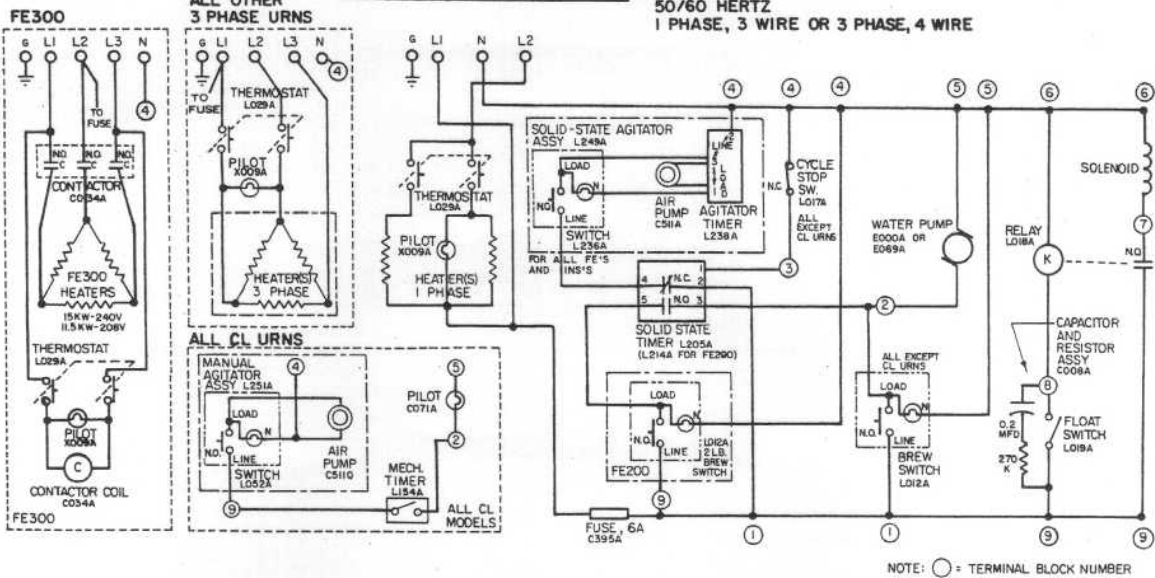 FE300
G L1 L2 L3 N
4
TO FUSE
N.O. C N.O. C N.O. C
CONTACTOR
C034A
FE300
HEATERS
15KW-240V
11.5KW-208V
THERMOSTAT
L029A
PILOT
X009A
C
CONTACTOR COIL
C034A
FE300
ALL OTHER
3 PHASE URNS
G L1 L2 L3 N
4
TO FUSE
THERMOSTAT
L029A
PILOT
X009A
HEATER(S)
3 PHASE
ALL CL URNS
MANUAL
AGITATOR
ASSY L251A
4
LOAD
N
N.O.
LINE
SWITCH
L052A
AIR
PUMP
C511G
9
5
PILOT
C071A
2
MECH.
TIMER
L154A
ALL CL
MODELS
50/60 HERTZ
1 PHASE, 3 WIRE OR 3 PHASE, 4 WIRE
G L1 N L2
THERMOSTAT
L029A
PILOT
X009A
HEATER(S)
1 PHASE
SOLID-STATE AGITATOR
ASSY L249A
LOAD
N
N.O.
LINE
SWITCH
L236A
AIR
PUMP
C511A
LINE
LOAD
AGITATOR
TIMER
L238A
FOR ALL FE'S
AND INS'S
4
4
N.C.
CYCLE
STOP
SW.
L017A
ALL
EXCEPT
CL URNS
3
4
4 N.C. 1 2
5 N.O. 3
SOLID STATE
TIMER L205A
(L214A FOR FE290)
LOAD
N
N.O.
LINE
L012A
2 LB.
BREW
SWITCH
FE200
9
FUSE, 6A
C395A
1
5
5
WATER PUMP
E000A OR
E069A
2
ALL EXCEPT
CL URNS
LOAD
N
N.O.
LINE
BREW
SWITCH
L012A
1
6
RELAY
L018A
K
CAPACITOR
AND
RESISTOR
ASSY
C008A
8
0.2
MFD
270
K
FLOAT
SWITCH
L019A
9
6
SOLENOID
7
N.O.
9
NOTE: = TERMINAL BLOCK NUMBER